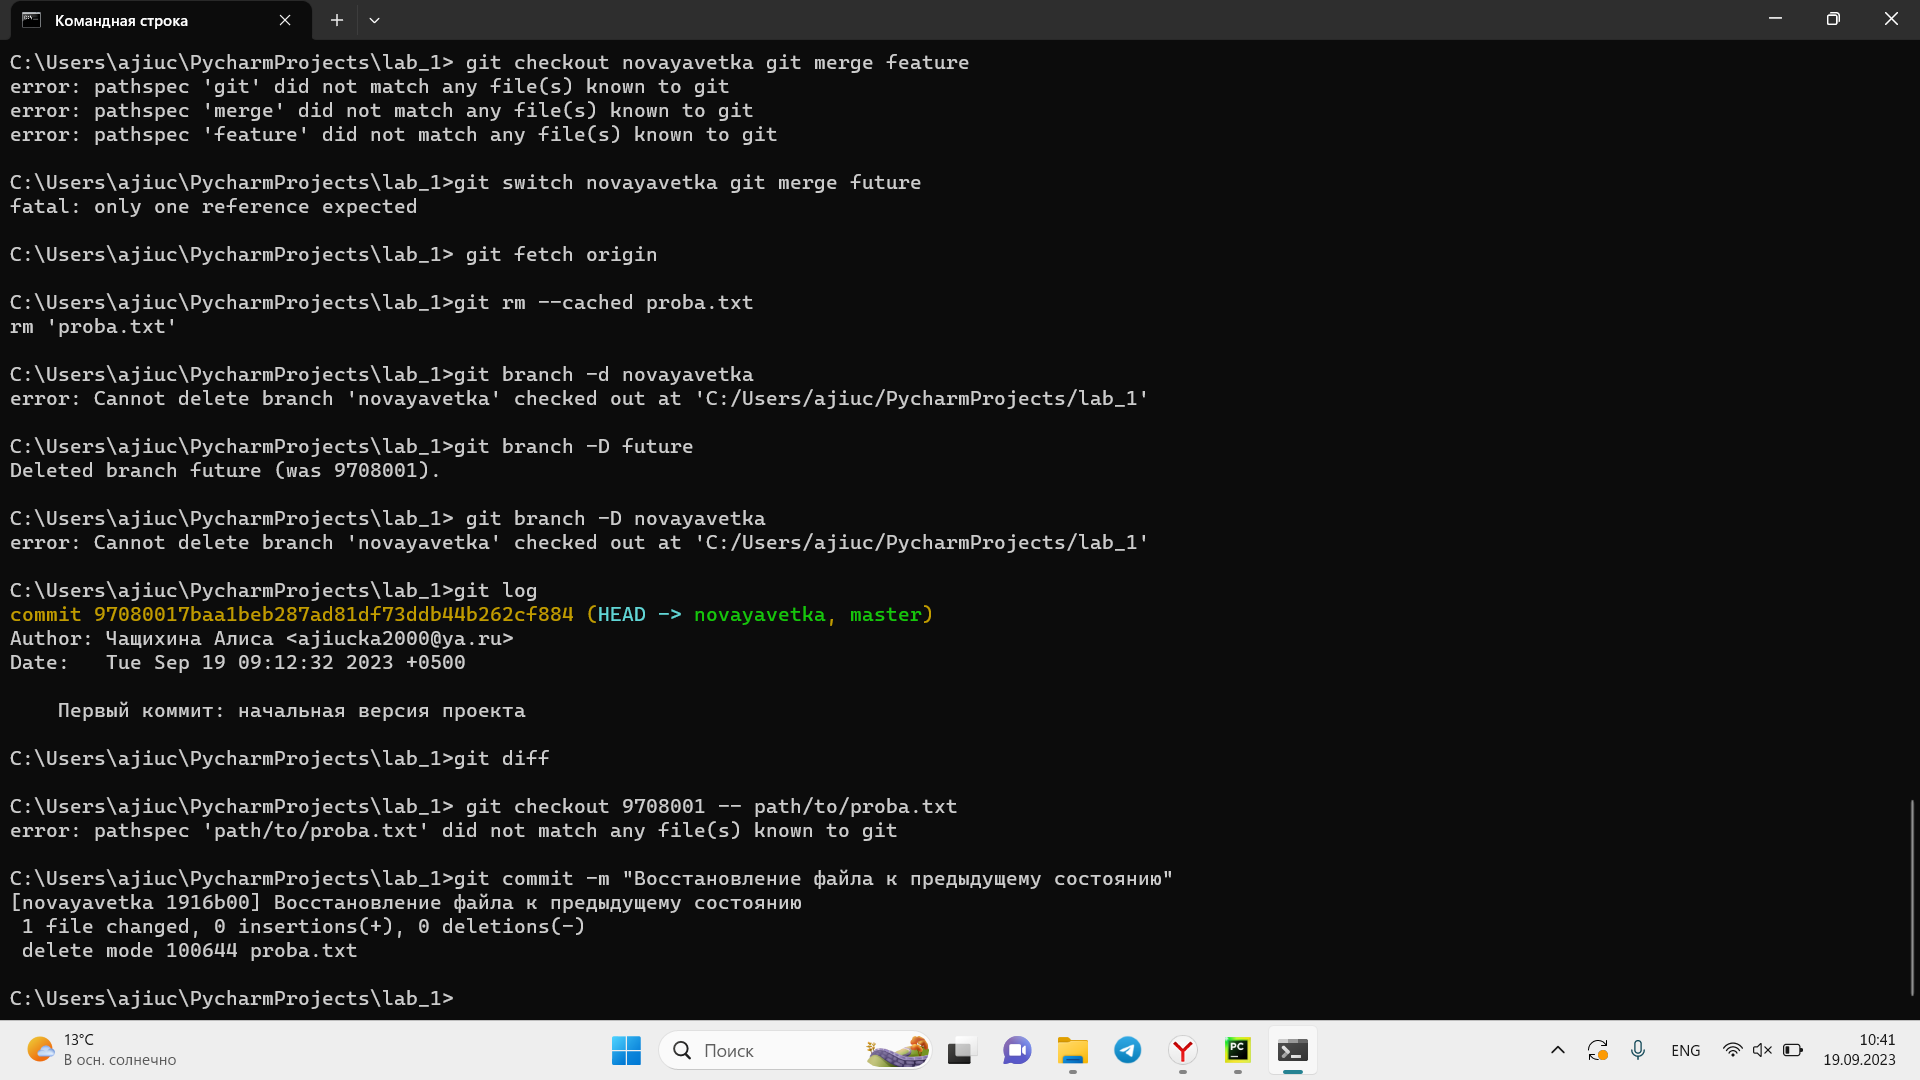 Командная строка
C:\Users\ajiuc\PycharmProjects\lab_1> git checkout novayavetka git merge feature
error: pathspec 'git' did not match any file(s) known to git
error: pathspec 'merge' did not match any file(s) known to git
error: pathspec 'feature' did not match any file(s) known to git
C:\Users\ajiuc\PycharmProjects\lab_1>git switch novayavetka git merge future
fatal: only one reference expected
C:\Users\ajiuc\PycharmProjects\lab_1> git fetch origin
C:\Users\ajiuc\PycharmProjects\lab_1>git rm --cached proba.txt
rm 'proba.txt'
C:\Users\ajiuc\PycharmProjects\lab_1>git branch -d novayavetka
error: Cannot delete branch 'novayavetka' checked out at 'C:/Users/ajiuc/PycharmProjects/lab_1'
C:\Users\ajiuc\PycharmProjects\lab_1>git branch -D future
Deleted branch future (was 9708001).
C:\Users\ajiuc\PycharmProjects\lab_1> git branch -D novayavetka
error: Cannot delete branch 'novayavetka' checked out at 'C:/Users/ajiuc/PycharmProjects/lab_1'
C:\Users\ajiuc\PycharmProjects\lab_1>git log
commit 97080017baa1beb287ad81df73ddb44b262cf884 (HEAD -> novayavetka, master)
Author: Чащихина Алиса <ajiucka2000@ya.ru>
Date:   Tue Sep 19 09:12:32 2023 +0500
Первый коммит: начальная версия проекта
C:\Users\ajiuc\PycharmProjects\lab_1>git diff
C:\Users\ajiuc\PycharmProjects\lab_1> git checkout 9708001 -- path/to/proba.txt
error: pathspec 'path/to/proba.txt' did not match any file(s) known to git
C:\Users\ajiuc\PycharmProjects\lab_1>git commit -m "Восстановление файла к предыдущему состоянию"
[novayavetka 1916b00] Восстановление файла к предыдущему состоянию
1 file changed, 0 insertions(+), 0 deletions(-)
delete mode 100644 proba.txt
C:\Users\ajiuc\PycharmProjects\lab_1>
13°C
В осн. солнечно
Поиск
PC
ENG
10:41
19.09.2023